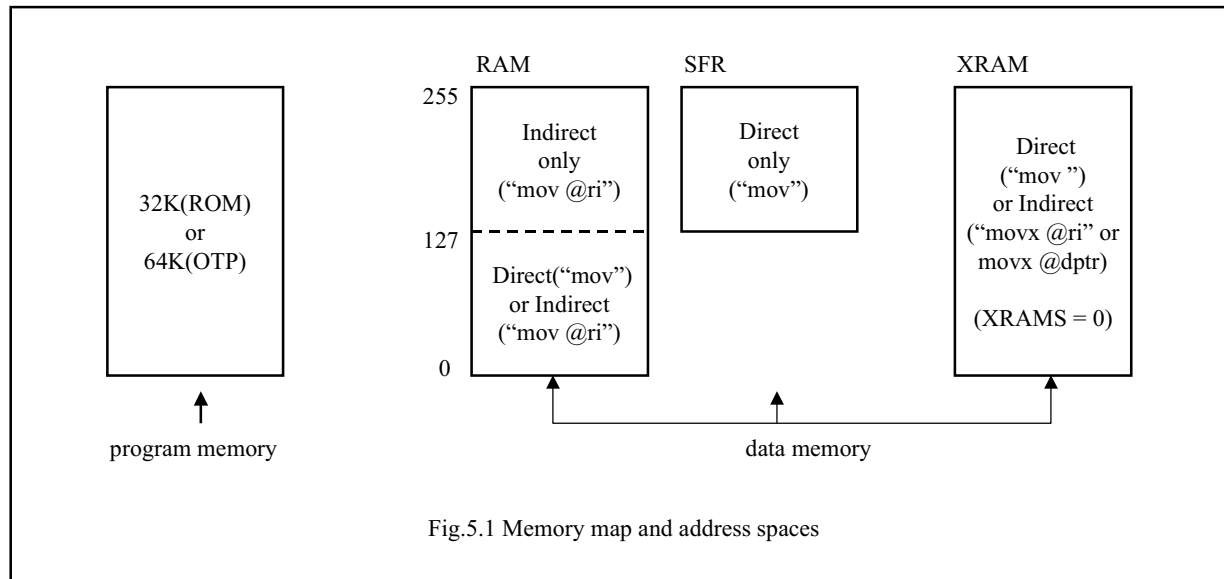 RAM
SFR
XRAM
255
127
0
32K(ROM)
or
64K(OTP)
Indirect
only
(“mov @ri”)
Direct(“mov”)
or Indirect
(“mov @ri”)
Direct
only
(“mov”)
Direct
(“mov ”)
or Indirect
(“movx @ri” or
movx @dptr)
(XRAMS = 0)
program memory
data memory
Fig.5.1 Memory map and address spaces